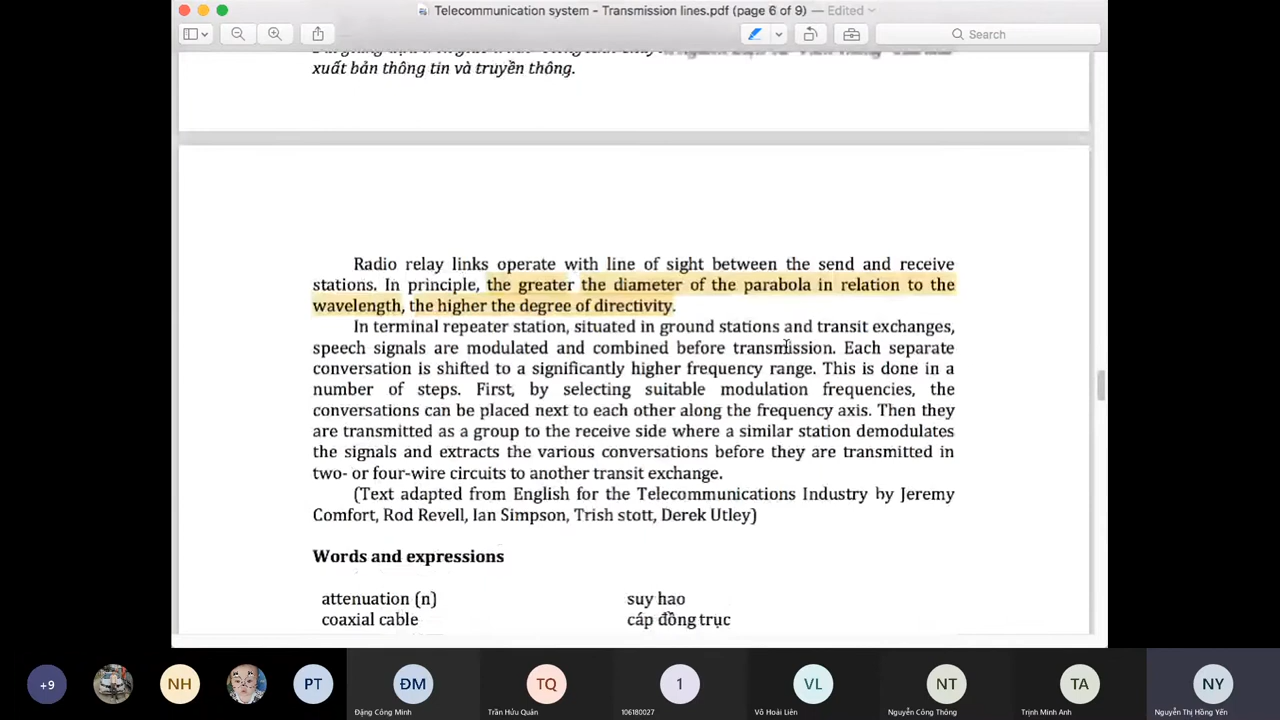 Telecommunication system - Transmission lines.pdf (page 6 of 9) — Edited
Search
xuất bản thông tin và truyền thông.
Radio relay links operate with line of sight between the send and receive
stations. In principle, the greater the diameter of the parabola in relation to the
wavelength, the higher the degree of directivity.
In terminal repeater station, situated in ground stations and transit exchanges,
speech signals are modulated and combined before transmission. Each separate
conversation is shifted to a significantly higher frequency range. This is done in a
number of steps. First, by selecting suitable modulation frequencies, the
conversations can be placed next to each other along the frequency axis. Then they
are transmitted as a group to the receive side where a similar station demodulates
the signals and extracts the various conversations before they are transmitted in
two- or four-wire circuits to another transit exchange.
(Text adapted from English for the Telecommunications Industry by Jeremy
Comfort, Rod Revell, Ian Simpson, Trish stott, Derek Utley)
Words and expressions
attenuation (n) suy hao
coaxial cable cáp đồng trục
+9 NH PT ĐM TQ 1 VL NT TA NY
Đặng Công Minh Trần Hứu Quân 106180027 Võ Hoài Liên Nguyễn Công Thông Trịnh Minh Anh Nguyễn Thị Hồng Yến